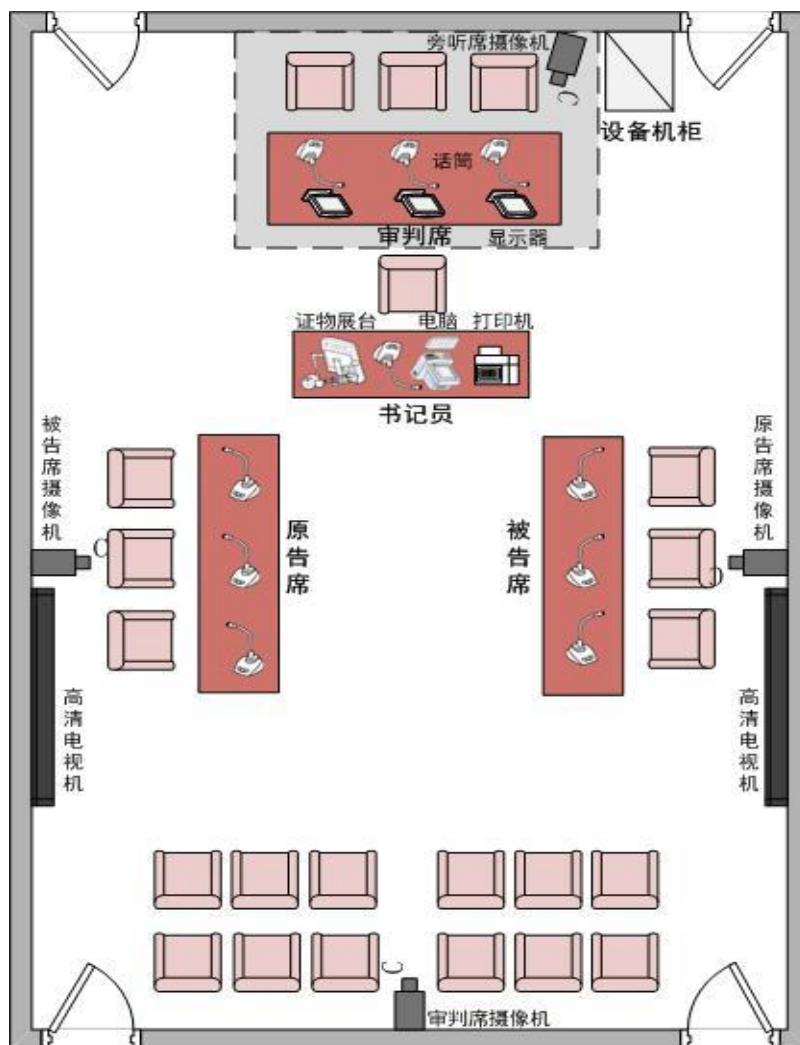 旁听席摄像机
设备机柜
话筒
审判席
显示器
证物展台
电脑
打印机
书记员
被告席摄像机
原告席摄像机
原告席
被告席
高清电视机
高清电视机
审判席摄像机